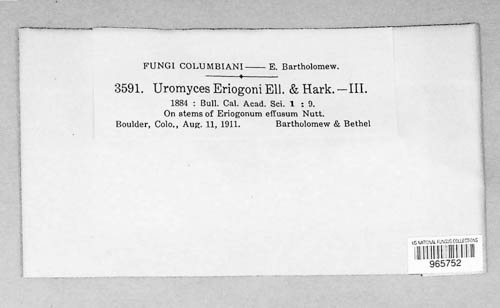 FUNGI COLUMBIANI — E. Bartholomew.
3591. Uromyces Eriogoni Ell. & Hark. — III.
1884 : Bull. Cal. Acad. Sci. 1 : 9.
On stems of Eriogonum effusum Nutt.
Boulder, Colo., Aug. 11, 1911. Bartholomew & Bethel
US NATIONAL FUNGUS COLLECTIONS
965752